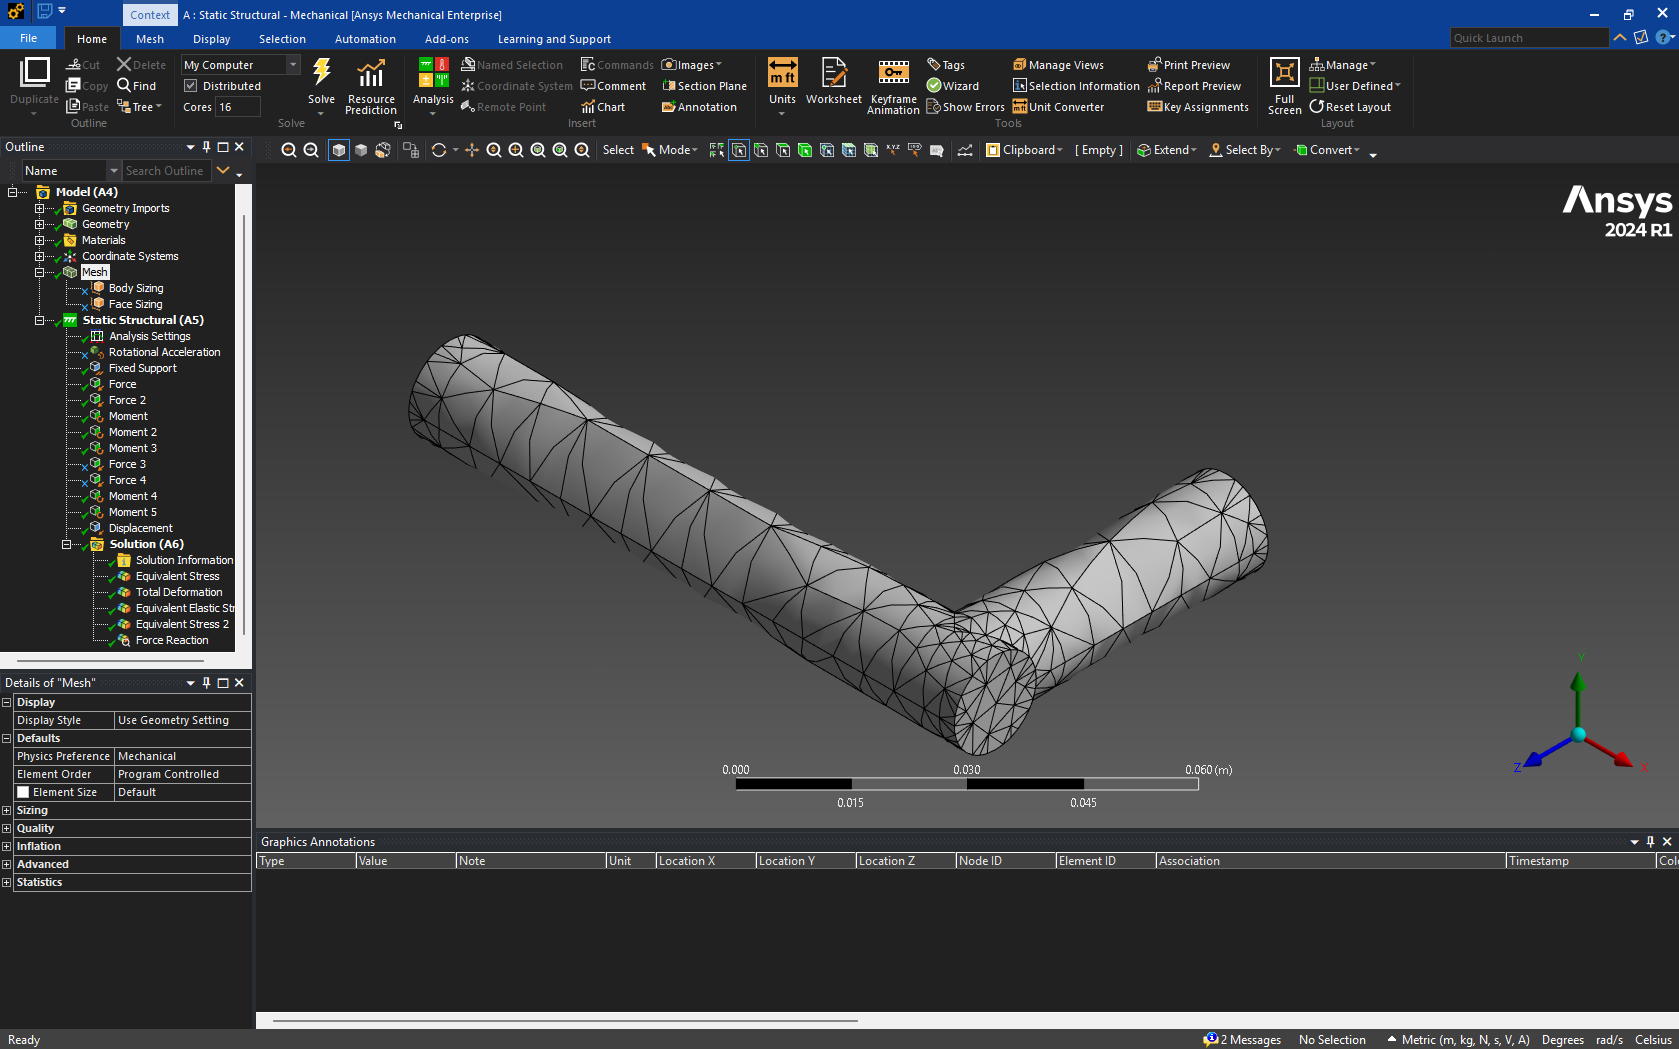 Context
A : Static Structural - Mechanical [Ansys Mechanical Enterprise]
File
Home
Mesh
Display
Selection
Automation
Add-ons
Learning and Support
Quick Launch
Duplicate
Cut
Copy
Paste
Delete
Find
Tree
Outline
My Computer
Distributed
Cores 16
Solve
Resource
Prediction
Solve
Analysis
Named Selection
Coordinate System
Remote Point
Commands
Comment
Chart
Images
Section Plane
Annotation
Insert
m ft
Units
Worksheet
Keyframe
Animation
Tags
Wizard
Show Errors
Manage Views
Selection Information
Unit Converter
Print Preview
Report Preview
Key Assignments
Tools
Full
Screen
Manage
User Defined
Reset Layout
Layout
Outline
Name
Search Outline
Select
Mode
Clipboard
[ Empty ]
Extend
Select By
Convert
Model (A4)
Geometry Imports
Geometry
Materials
Coordinate Systems
Mesh
Body Sizing
Face Sizing
Static Structural (A5)
Analysis Settings
Rotational Acceleration
Fixed Support
Force
Force 2
Moment
Moment 2
Moment 3
Force 3
Force 4
Moment 4
Moment 5
Displacement
Solution (A6)
Solution Information
Equivalent Stress
Total Deformation
Equivalent Elastic Str
Equivalent Stress 2
Force Reaction
Ansys
2024 R1
Y
Z
X
0.000
0.030
0.060 (m)
0.015
0.045
Details of "Mesh"
Display
Display Style
Use Geometry Setting
Defaults
Physics Preference
Mechanical
Element Order
Program Controlled
Element Size
Default
Sizing
Quality
Inflation
Advanced
Statistics
Graphics Annotations
Type
Value
Note
Unit
Location X
Location Y
Location Z
Node ID
Element ID
Association
Timestamp
Colo
Ready
2 Messages
No Selection
Metric (m, kg, N, s, V, A)
Degrees
rad/s
Celsius